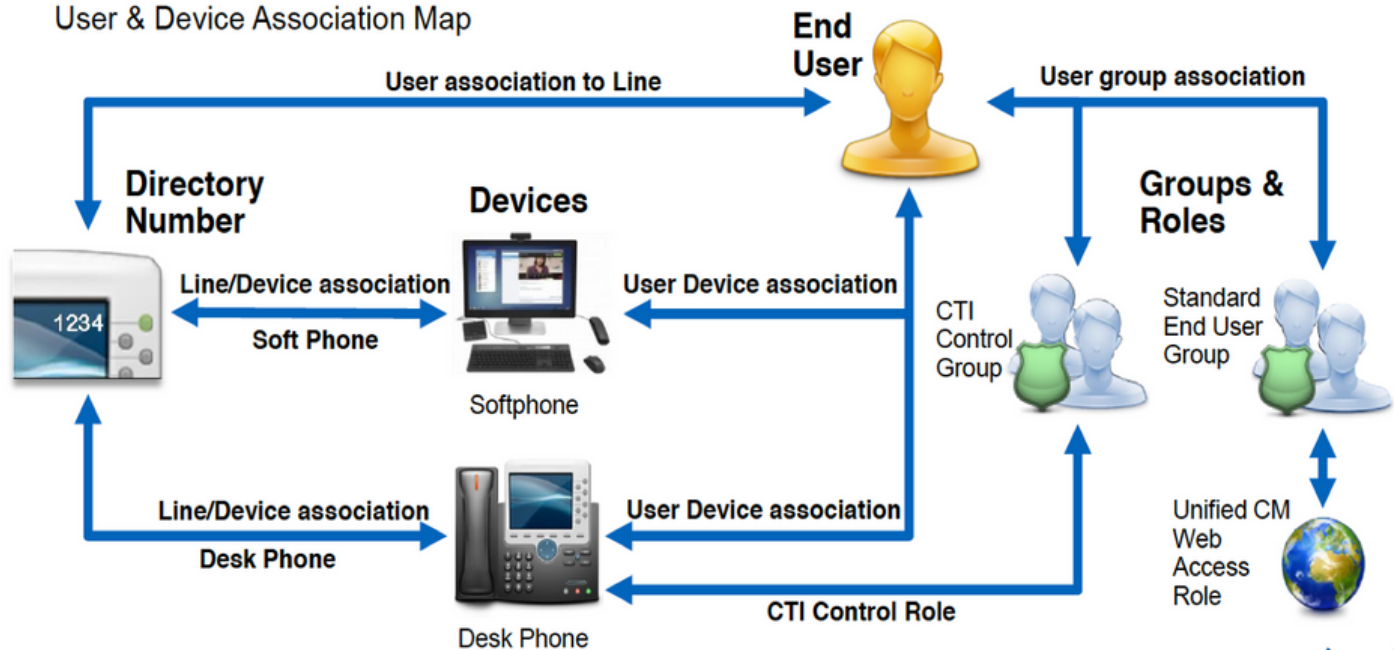 User & Device Association Map
End
User
User association to Line
User group association
Directory
Number
Devices
Groups &
Roles
1234
Line/Device association
Soft Phone
User Device association
Softphone
CTI
Control
Group
Standard
End User
Group
Line/Device association
Desk Phone
User Device association
CTI Control Role
Desk Phone
Unified CM
Web
Access
Role